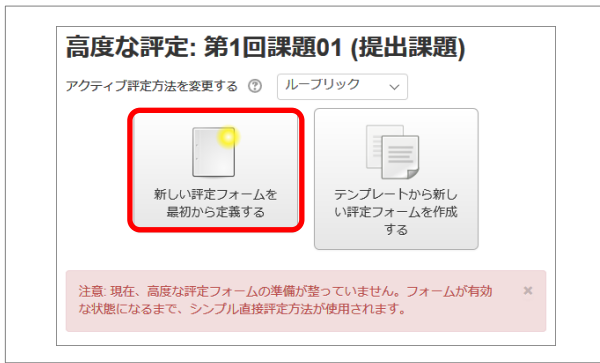 高度な評定: 第1回課題01 (提出課題)
アクティブ評定方法を変更する ? ルーブリック
新しい評定フォームを
最初から定義する
テンプレートから新し
い評定フォームを作成
する
注意: 現在、高度な評定フォームの準備が整っていません。フォームが有効 ×
な状態になるまで、シンプル直接評定方法が使用されます。